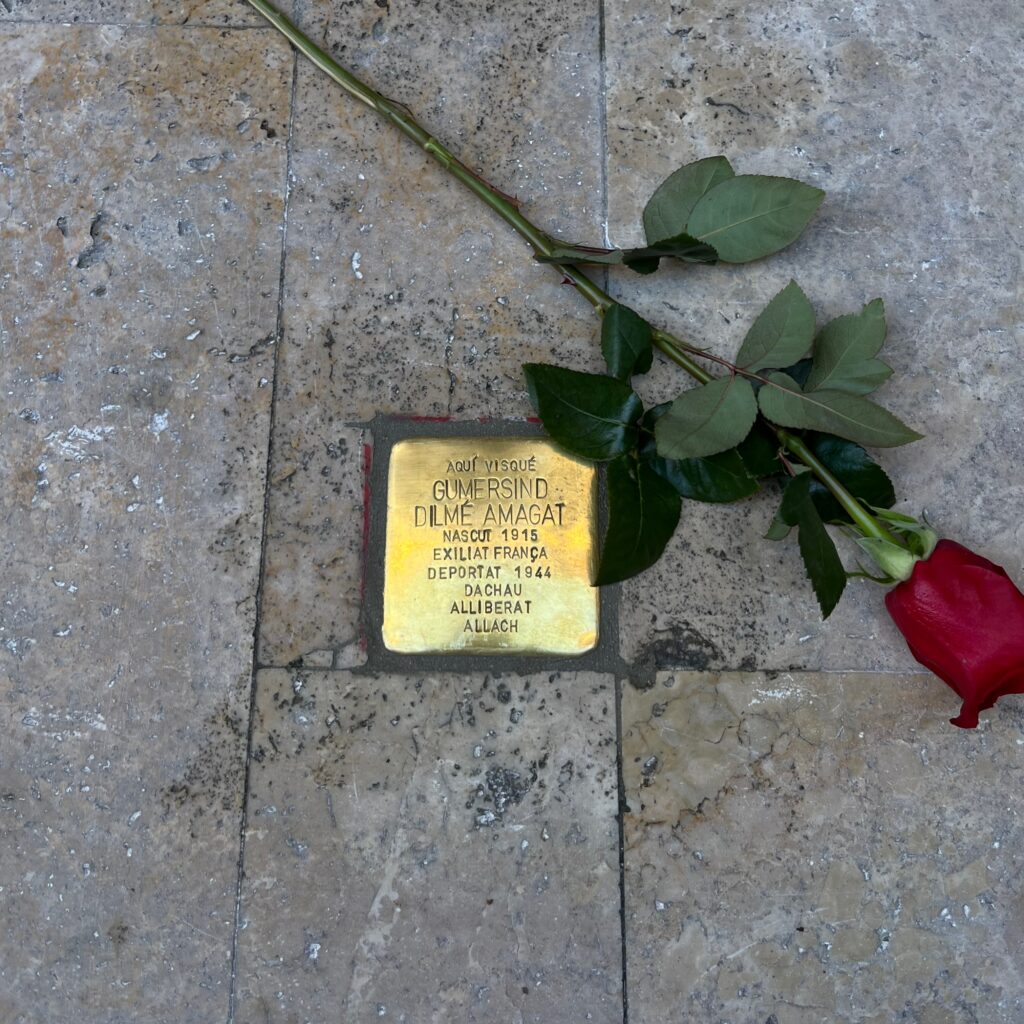 AQUÍ VISQUÉ
GUMERSIND
DILMÉ AMAGAT
NASCUT 1915
EXILIAT FRANÇA
DEPORTAT 1944
DACHAU
ALLIBERAT
ALLACH